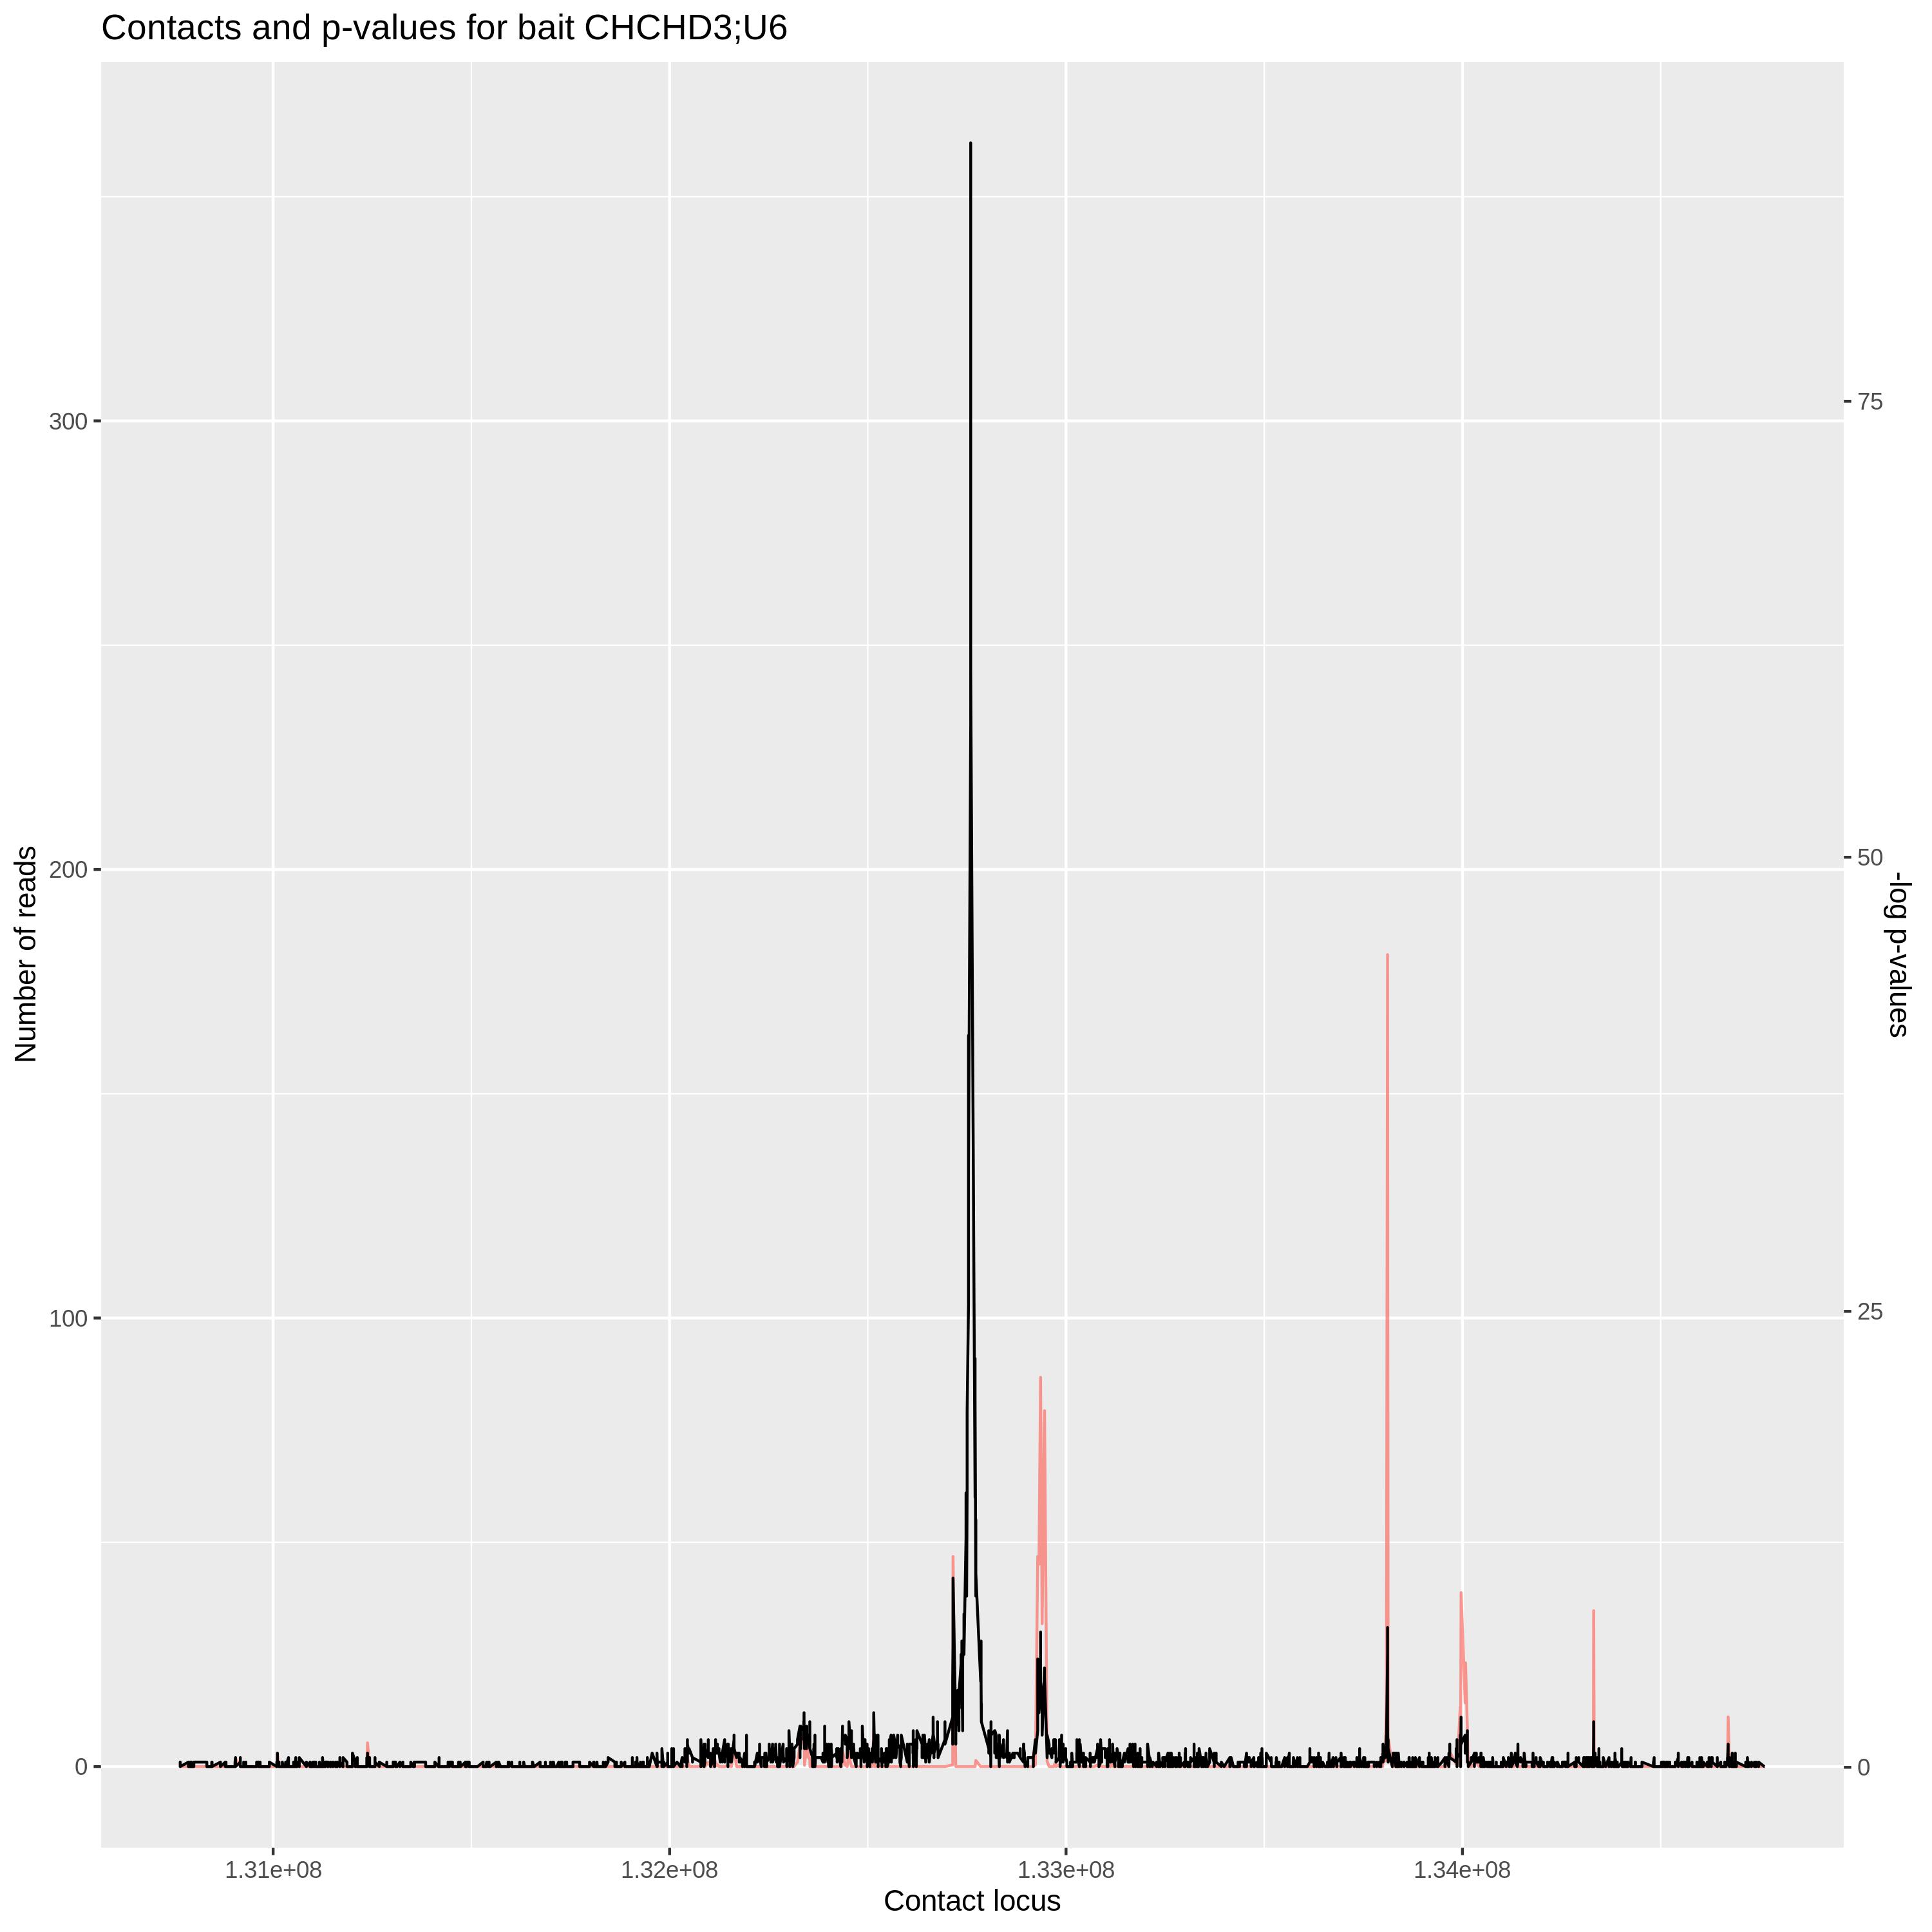 Contacts and p-values for bait CHCHD3;U6
300
200
100
0
Number of reads
75
50
25
0
-log p-values
1.31e+08
1.32e+08
1.33e+08
1.34e+08
Contact locus